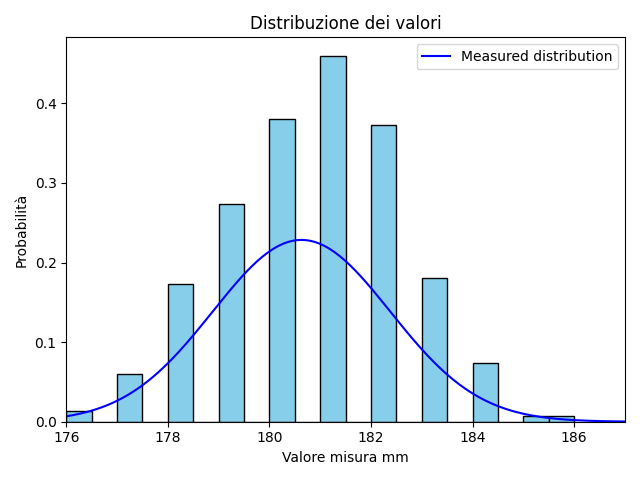 Distribuzione dei valori
Measured distribution
Probabilità
0.4
0.3
0.2
0.1
0.0
176 178 180 182 184 186
Valore misura mm